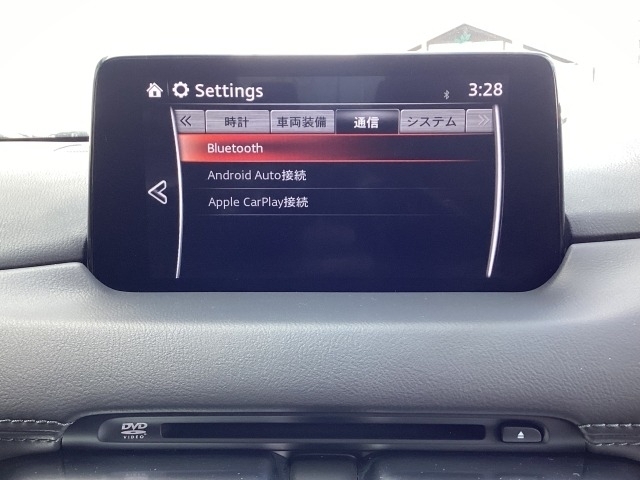 Settings
3:28
時計 車両装備 通信 システム
Bluetooth
Android Auto接続
Apple CarPlay接続
DVD
VIDEO